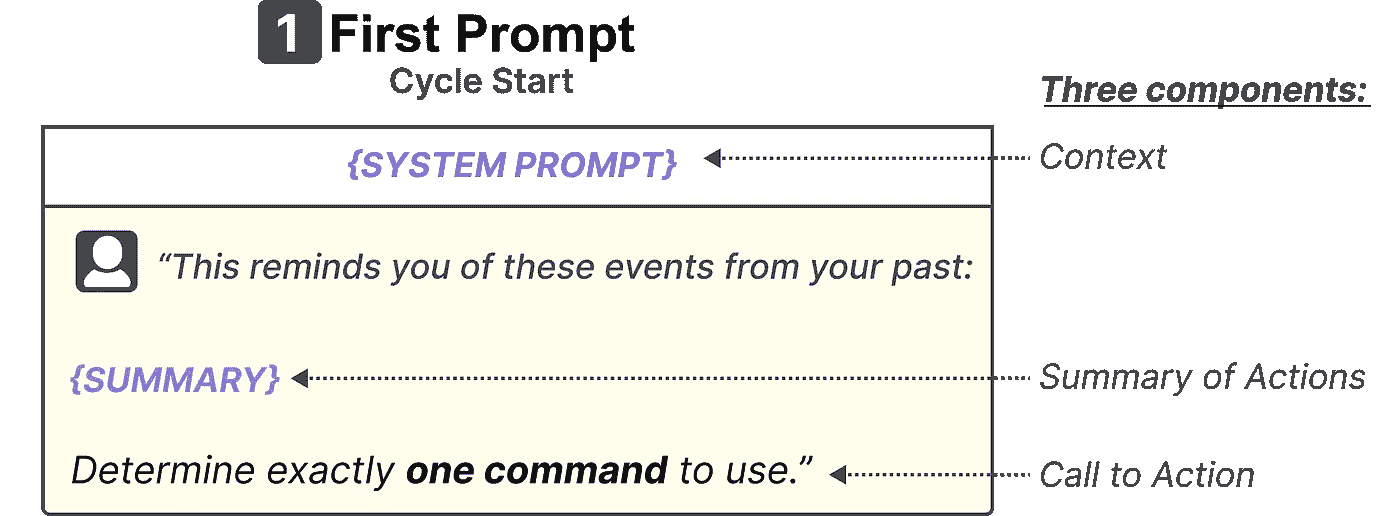 1 First Prompt
Cycle Start
Three components:
{SYSTEM PROMPT}
Context
“This reminds you of these events from your past:
{SUMMARY}
Summary of Actions
Determine exactly one command to use.”
Call to Action